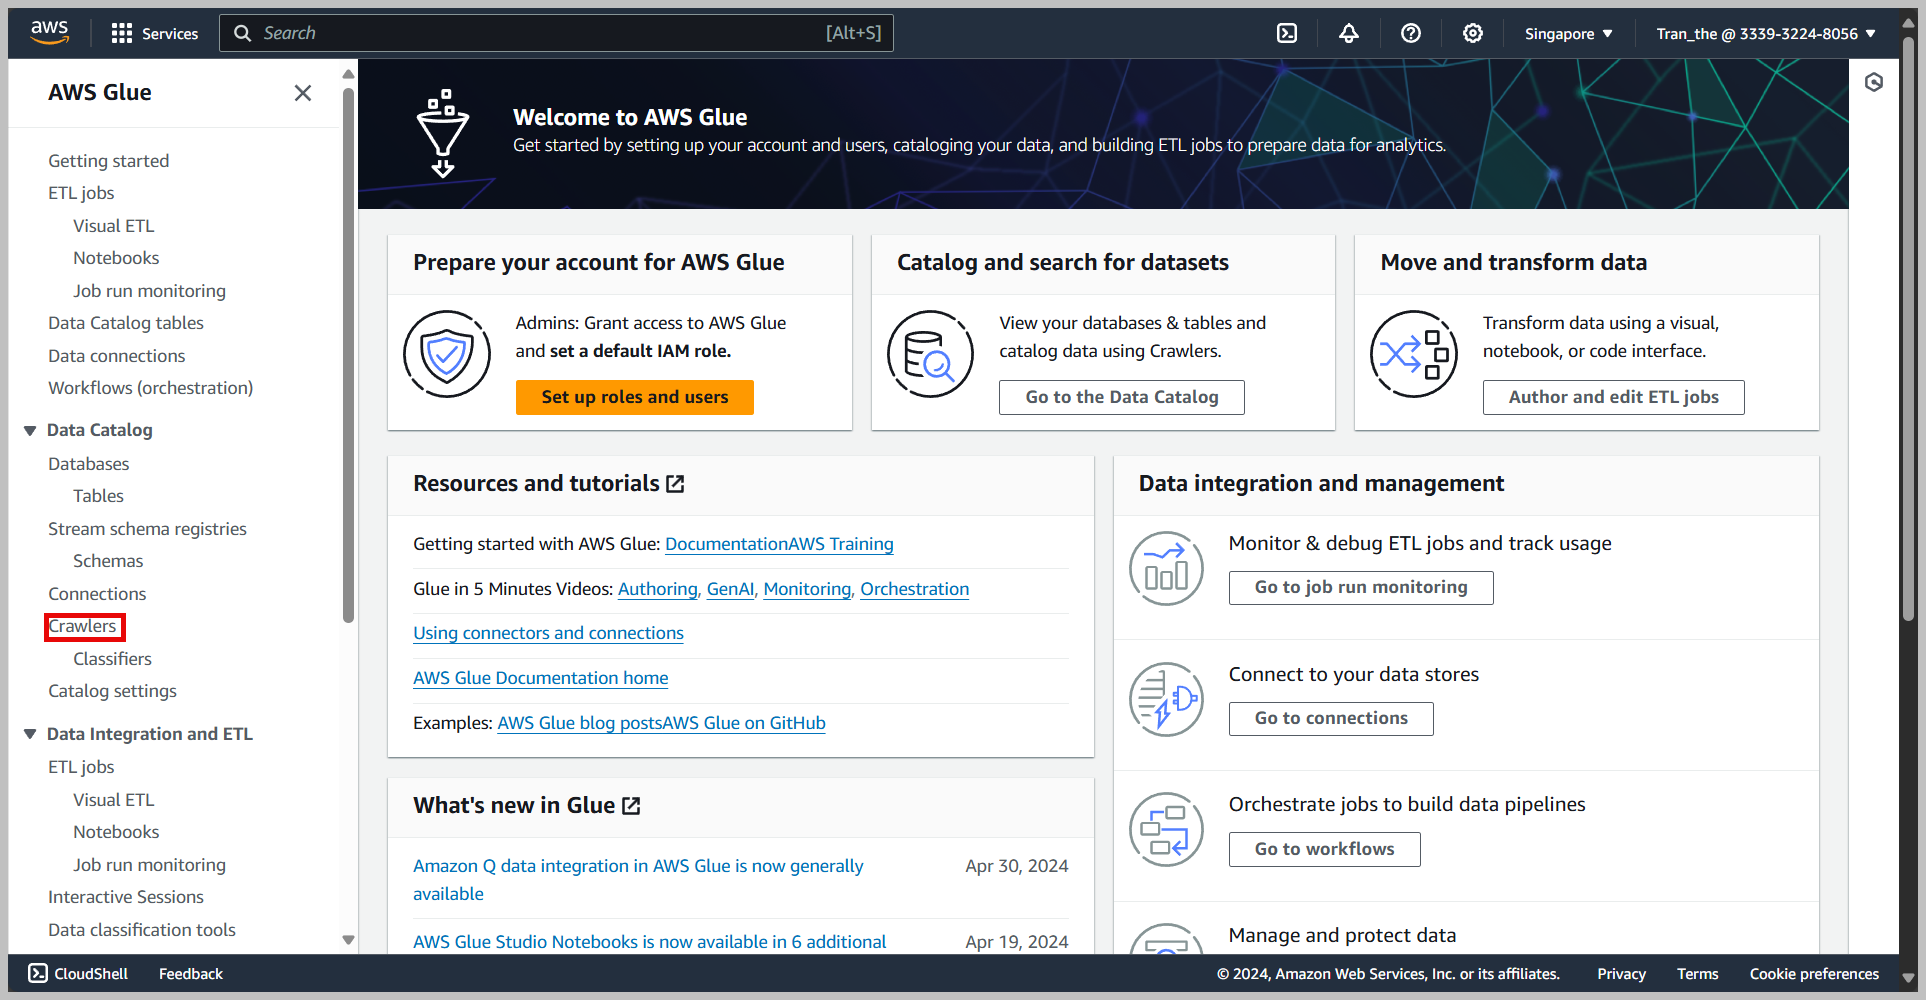 aws
Services
Search
[Alt+S]
Singapore ▼
Tran_the @ 3339-3224-8056 ▼
AWS Glue
Getting started
ETL jobs
Visual ETL
Notebooks
Job run monitoring
Data Catalog tables
Data connections
Workflows (orchestration)
Data Catalog
Databases
Tables
Stream schema registries
Schemas
Connections
Crawlers
Classifiers
Catalog settings
Data Integration and ETL
ETL jobs
Visual ETL
Notebooks
Job run monitoring
Interactive Sessions
Data classification tools
Welcome to AWS Glue
Get started by setting up your account and users, cataloging your data, and building ETL jobs to prepare data for analytics.
Prepare your account for AWS Glue
Admins: Grant access to AWS Glue
and set a default IAM role.
Set up roles and users
Catalog and search for datasets
View your databases & tables and
catalog data using Crawlers.
Go to the Data Catalog
Move and transform data
Transform data using a visual,
notebook, or code interface.
Author and edit ETL jobs
Resources and tutorials
Getting started with AWS Glue: DocumentationAWS Training
Glue in 5 Minutes Videos: Authoring, GenAI, Monitoring, Orchestration
Using connectors and connections
AWS Glue Documentation home
Examples: AWS Glue blog postsAWS Glue on GitHub
What's new in Glue
Amazon Q data integration in AWS Glue is now generally
available
Apr 30, 2024
AWS Glue Studio Notebooks is now available in 6 additional
Apr 19, 2024
Data integration and management
Monitor & debug ETL jobs and track usage
Go to job run monitoring
Connect to your data stores
Go to connections
Orchestrate jobs to build data pipelines
Go to workflows
Manage and protect data
CloudShell
Feedback
© 2024, Amazon Web Services, Inc. or its affiliates.
Privacy
Terms
Cookie preferences